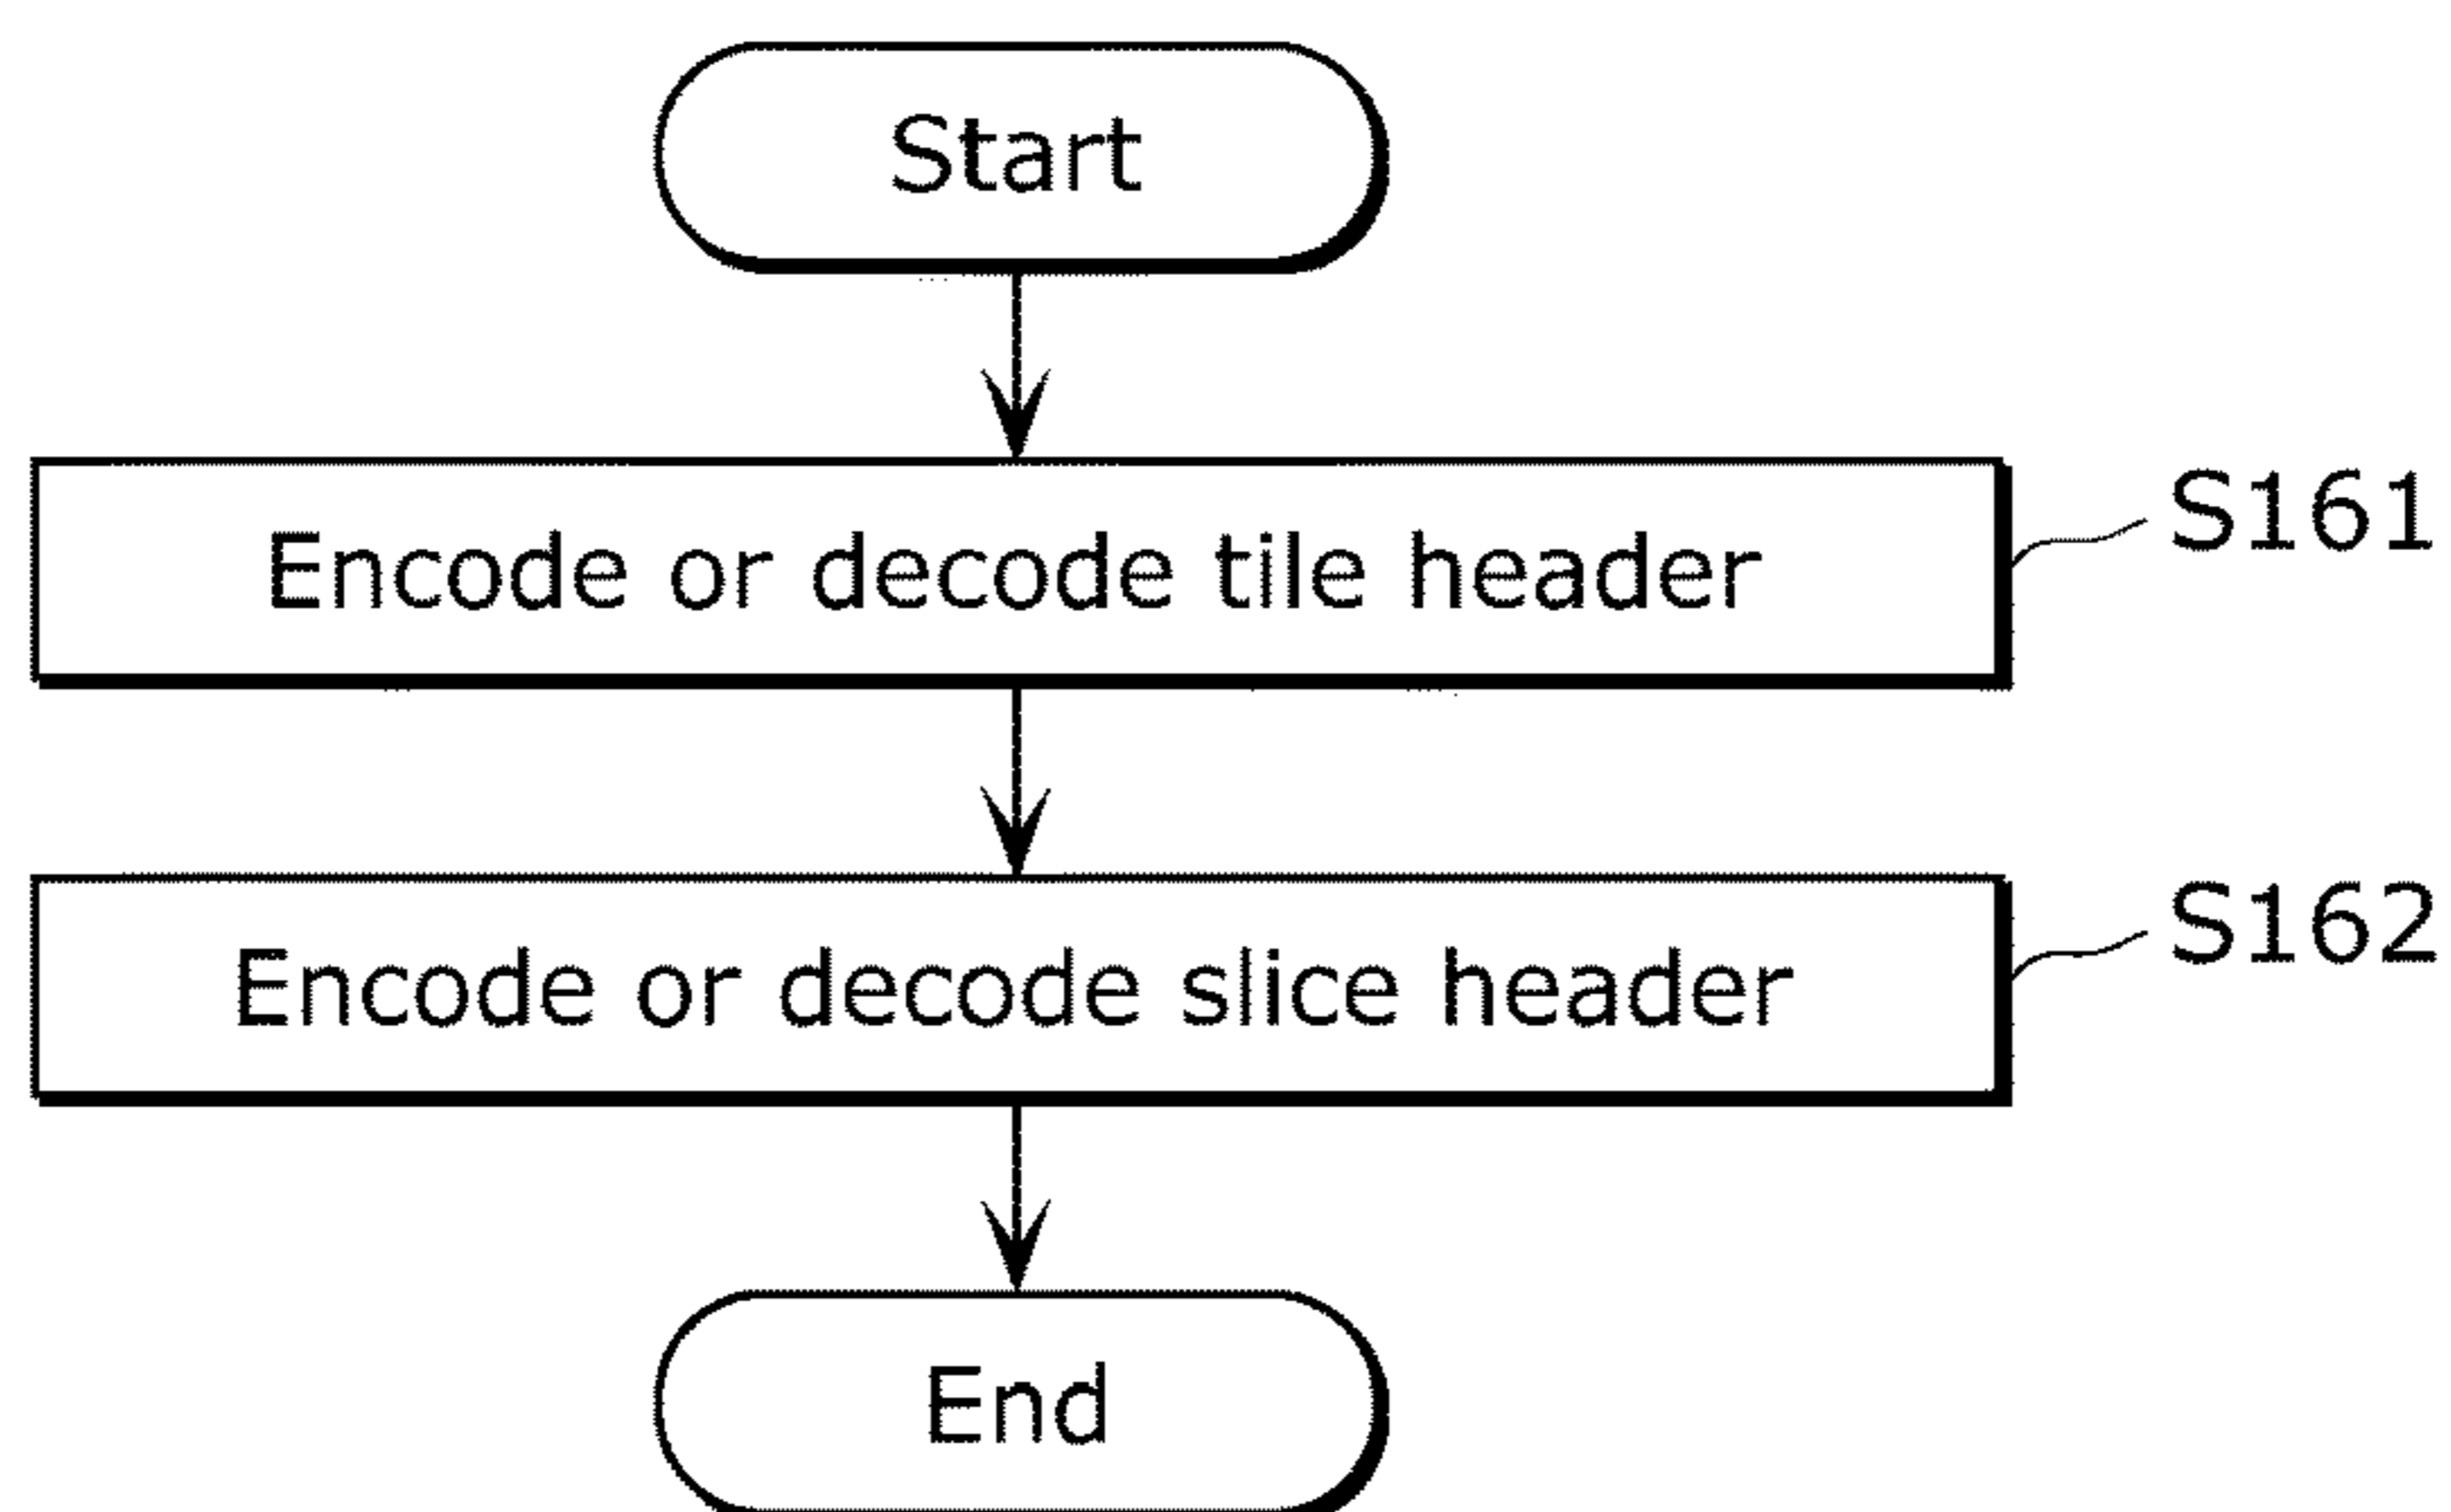 Start
Encode or decode tile header
S161
Encode or decode slice header
S162
End